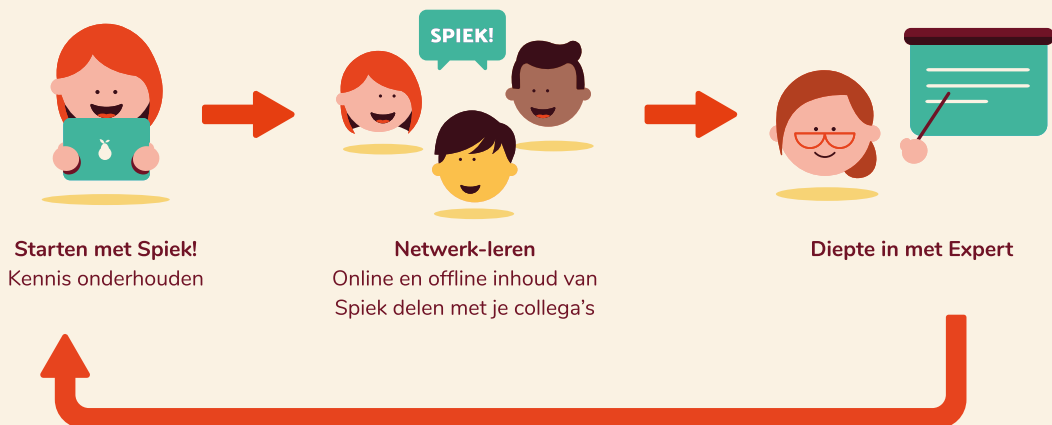 SPIEK!
Starten met Spiek!
Kennis onderhouden
Netwerk-leren
Online en offline inhoud van
Spiek delen met je collega’s
Diepte in met Expert